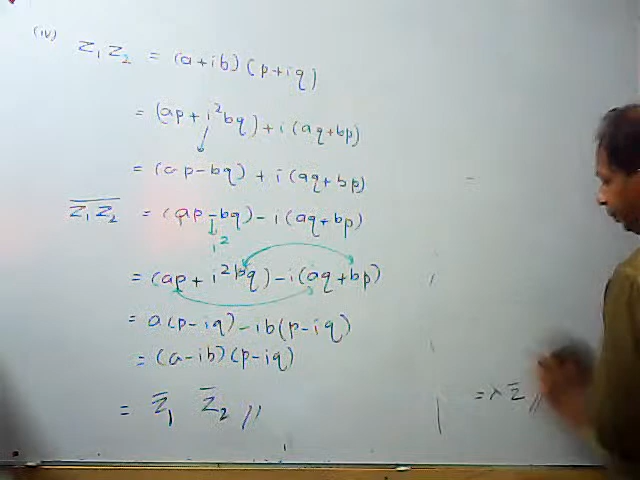 (iv) Z₁Z₂ = (a+ib)(p+iq)
= (ap+i²bq)+i(aq+bp)
= (ap-bq)+i(aq+bp)
\overline{Z₁Z₂} = (ap-bq)-i(aq+bp)
i²
= (ap+i²bq)-i(aq+bp)
= a(p-iq)-ib(p-iq)
= (a-ib)(p-iq)
= Z̄₁ Z̄₂ //
= λ Z̄ //